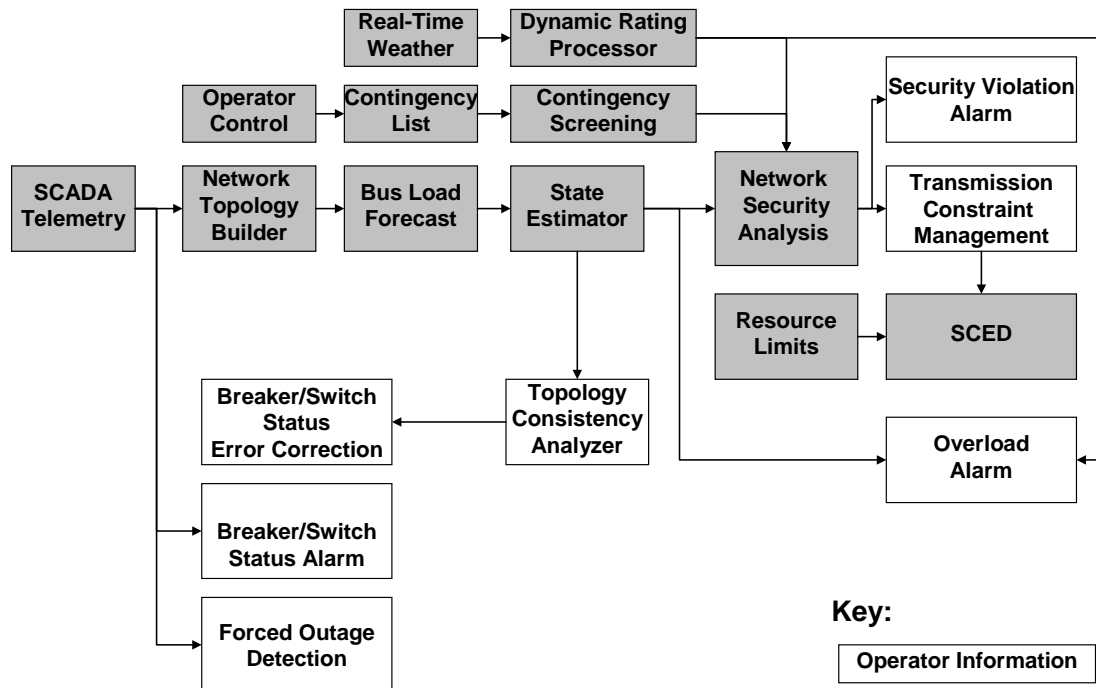 Real-Time
Weather
Dynamic Rating
Processor
Operator
Control
Contingency
List
Contingency
Screening
Security Violation
Alarm
SCADA
Telemetry
Network
Topology
Builder
Bus Load
Forecast
State
Estimator
Network
Security
Analysis
Transmission
Constraint
Management
Resource
Limits
SCED
Breaker/Switch
Status
Error Correction
Topology
Consistency
Analyzer
Overload
Alarm
Breaker/Switch
Status Alarm
Forced Outage
Detection
Key:
Operator Information